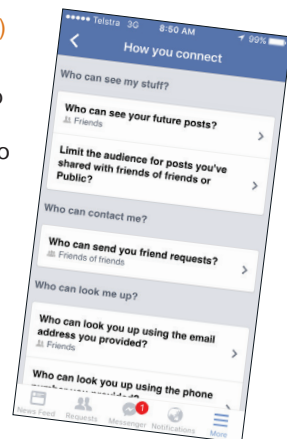 )
o
o
Telstra 3G 8:50 AM 99%
How you connect
Who can see my stuff?
Who can see your future posts?
Friends
Limit the audience for posts you've
shared with friends of friends or
Public?
Who can contact me?
Who can send you friend requests?
Friends of friends
Who can look me up?
Who can look you up using the email
address you provided?
Friends
Who can look you up using the phone
number you provided?
1
News Feed Requests Messenger Notifications More